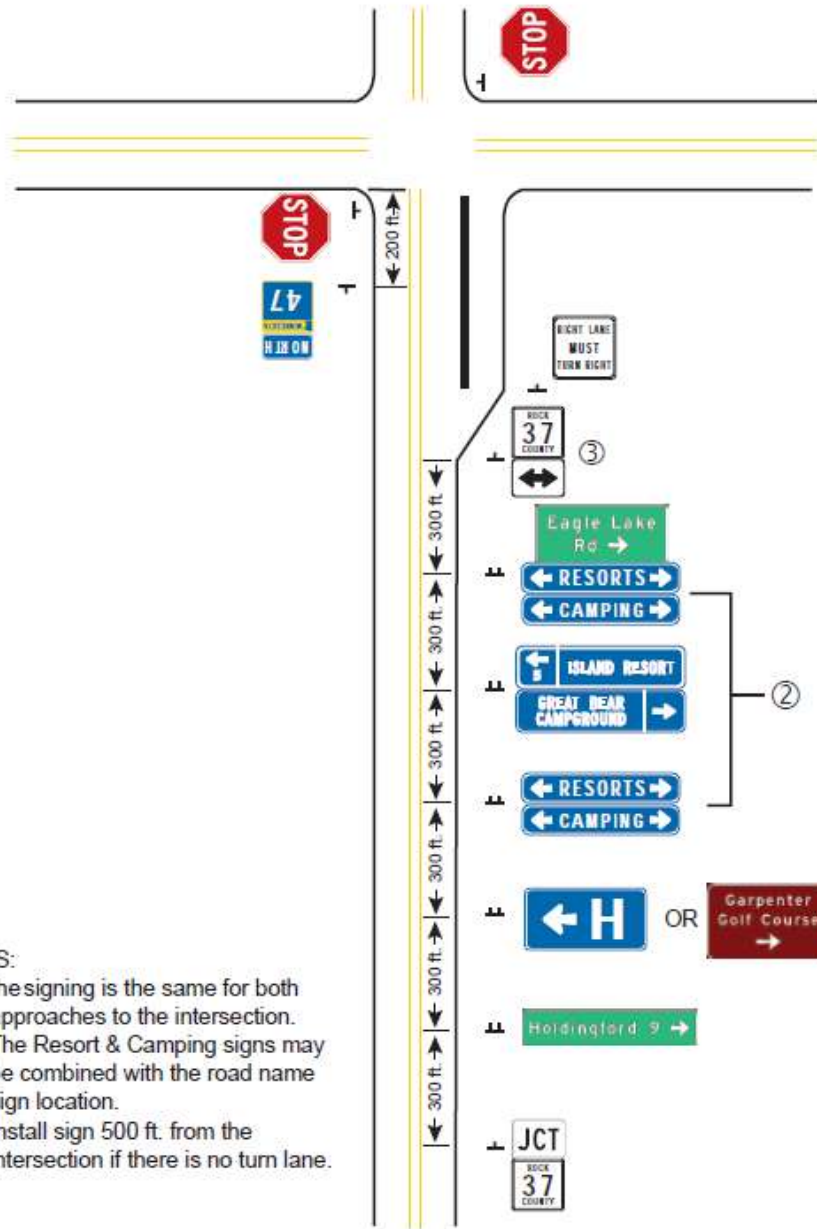 STOP
STOP
200 ft.
47
MINNESOTA
NORTH
RIGHT LANE
MUST
TURN RIGHT
ROCK
37
COUNTY
③
300 ft.
Eagle Lake
Rd →
← RESORTS →
← CAMPING →
300 ft.
← 5 ISLAND RESORT
GREAT BEAR
CAMPGROUND →
②
300 ft.
← RESORTS →
← CAMPING →
300 ft.
← H
OR
Garpenter
Golf Course
→
300 ft.
Holdingford 9 →
300 ft.
JCT
ROCK
37
COUNTY
S:
he signing is the same for both
pproaches to the intersection.
The Resort & Camping signs may
e combined with the road name
ign location.
nstall sign 500 ft. from the
ntersection if there is no turn lane.